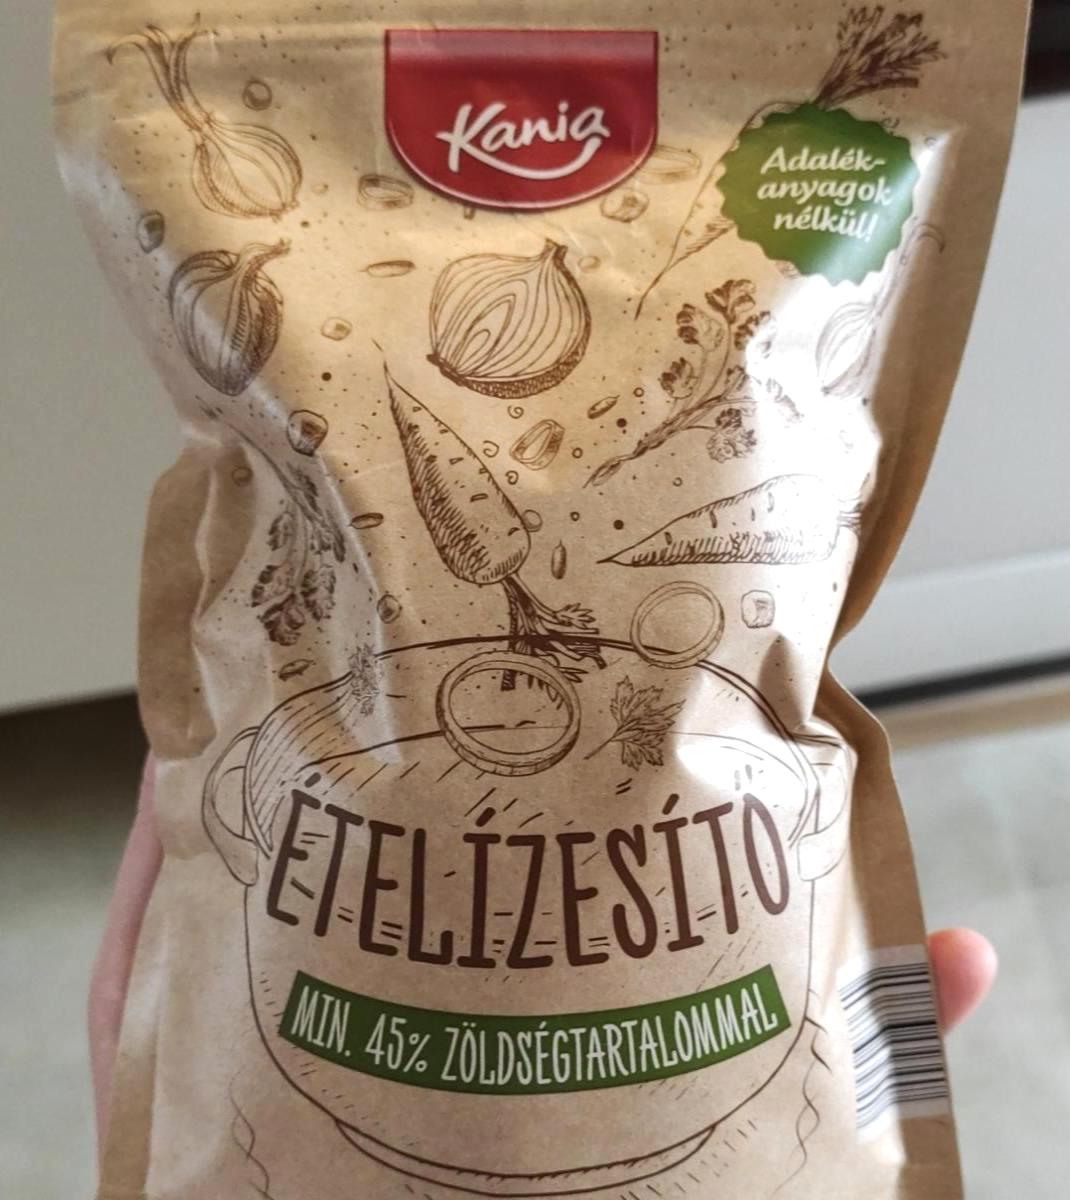 Kania
Adalék-
anyagok
nélkül!
ÉTELÍZESÍTŐ
MIN. 45% ZÖLDSÉGTARTALOMMAL